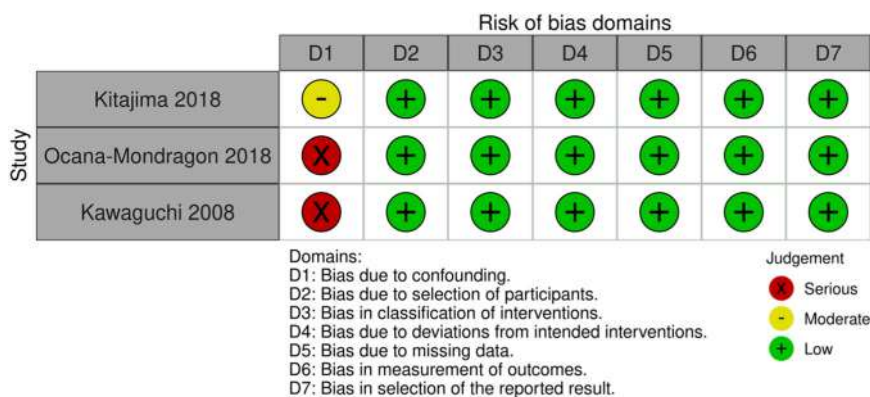 Risk of bias domains
D1 D2 D3 D4 D5 D6 D7
Study
Kitajima 2018 - + + + + + +
Ocana-Mondragon 2018 X + + + + + +
Kawaguchi 2008 X + + + + + +
Domains:
D1: Bias due to confounding.
D2: Bias due to selection of participants.
D3: Bias in classification of interventions.
D4: Bias due to deviations from intended interventions.
D5: Bias due to missing data.
D6: Bias in measurement of outcomes.
D7: Bias in selection of the reported result.
Judgement
X Serious
- Moderate
+ Low